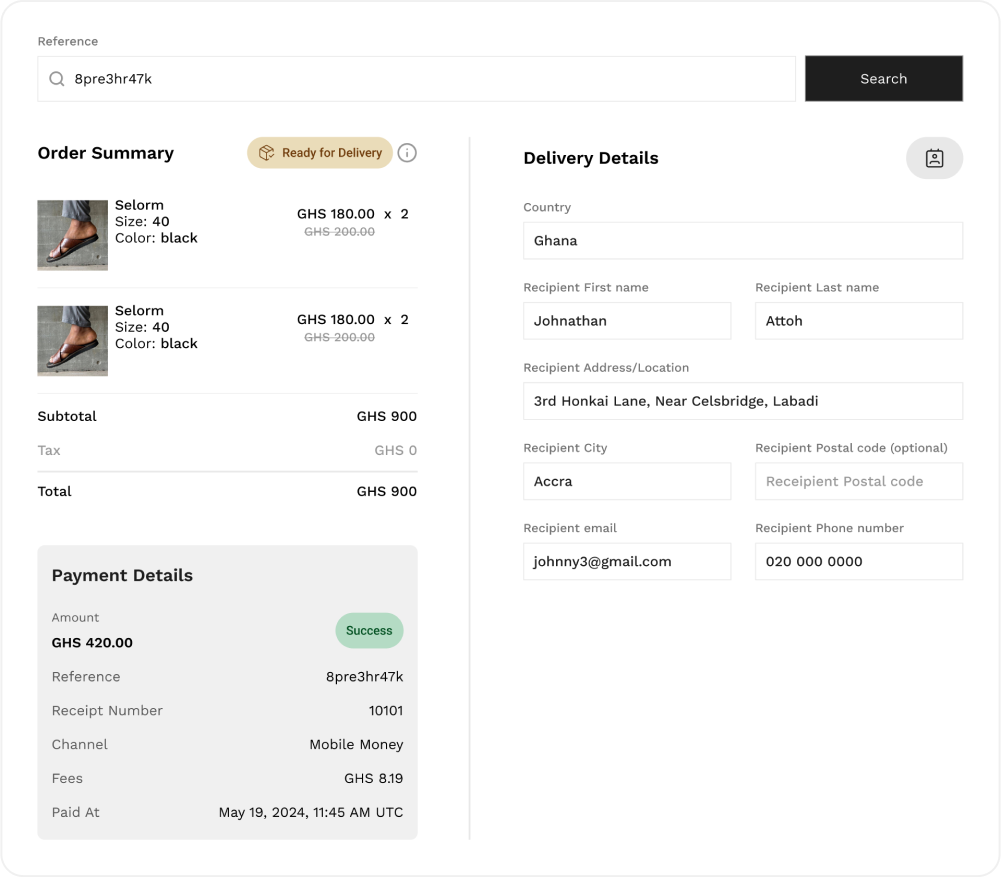 Reference
8pre3hr47k
Search
Order Summary
Ready for Delivery
Selorm
Size: 40
Color: black
GHS 180.00 x 2
GHS 200.00
Selorm
Size: 40
Color: black
GHS 180.00 x 2
GHS 200.00
Subtotal GHS 900
Tax GHS 0
Total GHS 900
Payment Details
Amount
GHS 420.00
Success
Reference 8pre3hr47k
Receipt Number 10101
Channel Mobile Money
Fees GHS 8.19
Paid At May 19, 2024, 11:45 AM UTC
Delivery Details
Country
Ghana
Recipient First name
Johnathan
Recipient Last name
Attoh
Recipient Address/Location
3rd Honkai Lane, Near Celsbridge, Labadi
Recipient City
Accra
Recipient Postal code (optional)
Receipient Postal code
Recipient email
johnny3@gmail.com
Recipient Phone number
020 000 0000